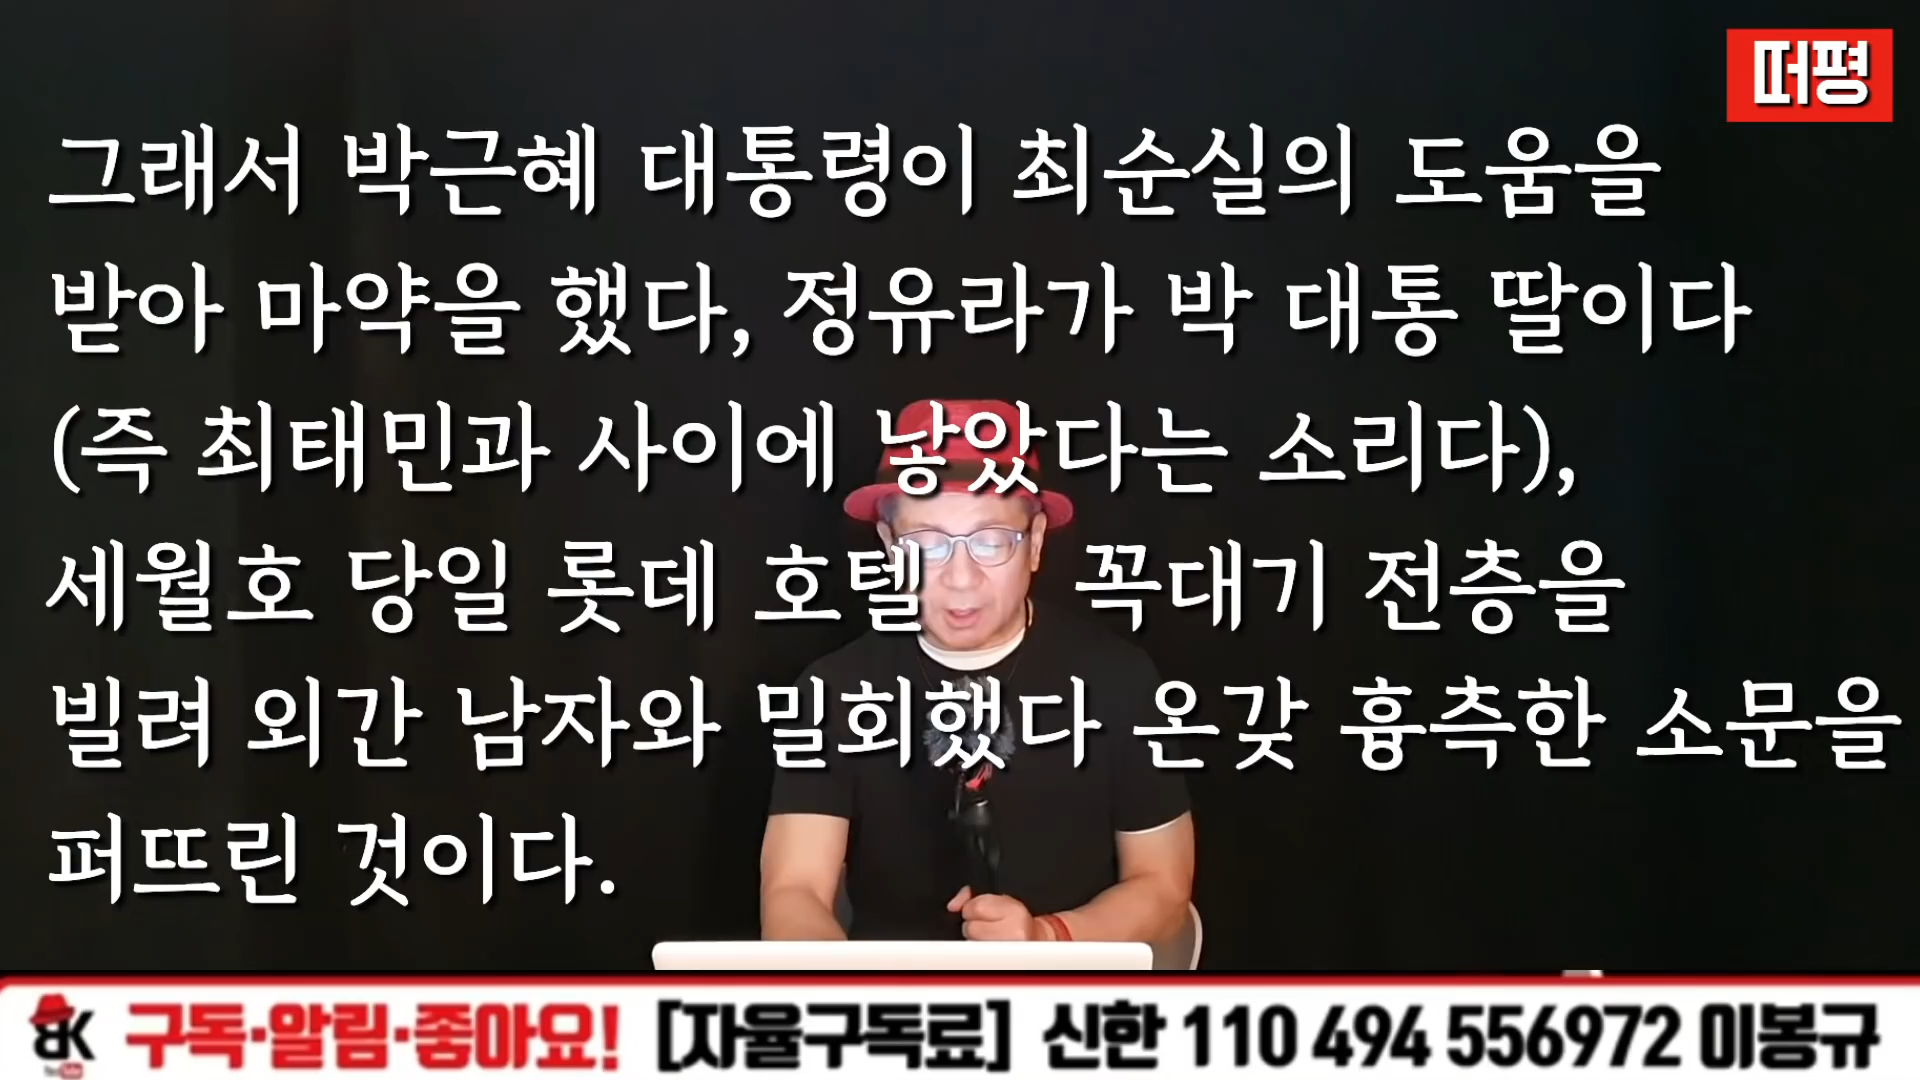 떠평
그래서 박근혜 대통령이 최순실의 도움을
받아 마약을 했다, 정유라가 박 대통 딸이다
(즉 최태민과 사이에 낳았다는 소리다),
세월호 당일 롯데 호텔 꼭대기 전층을
빌려 외간 남자와 밀회했다 온갖 흉측한 소문을
퍼뜨린 것이다.
BK 구독·알림·좋아요! [자율구독료] 신한 110 494 556972 이봉규
YouTube